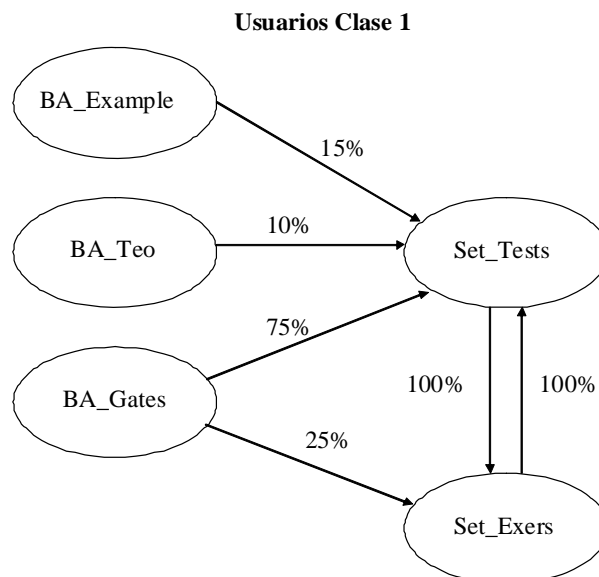 Usuarios Clase 1
BA_Example
15%
BA_Teo
10%
Set_Tests
75%
BA_Gates
100%
100%
25%
Set_Exers